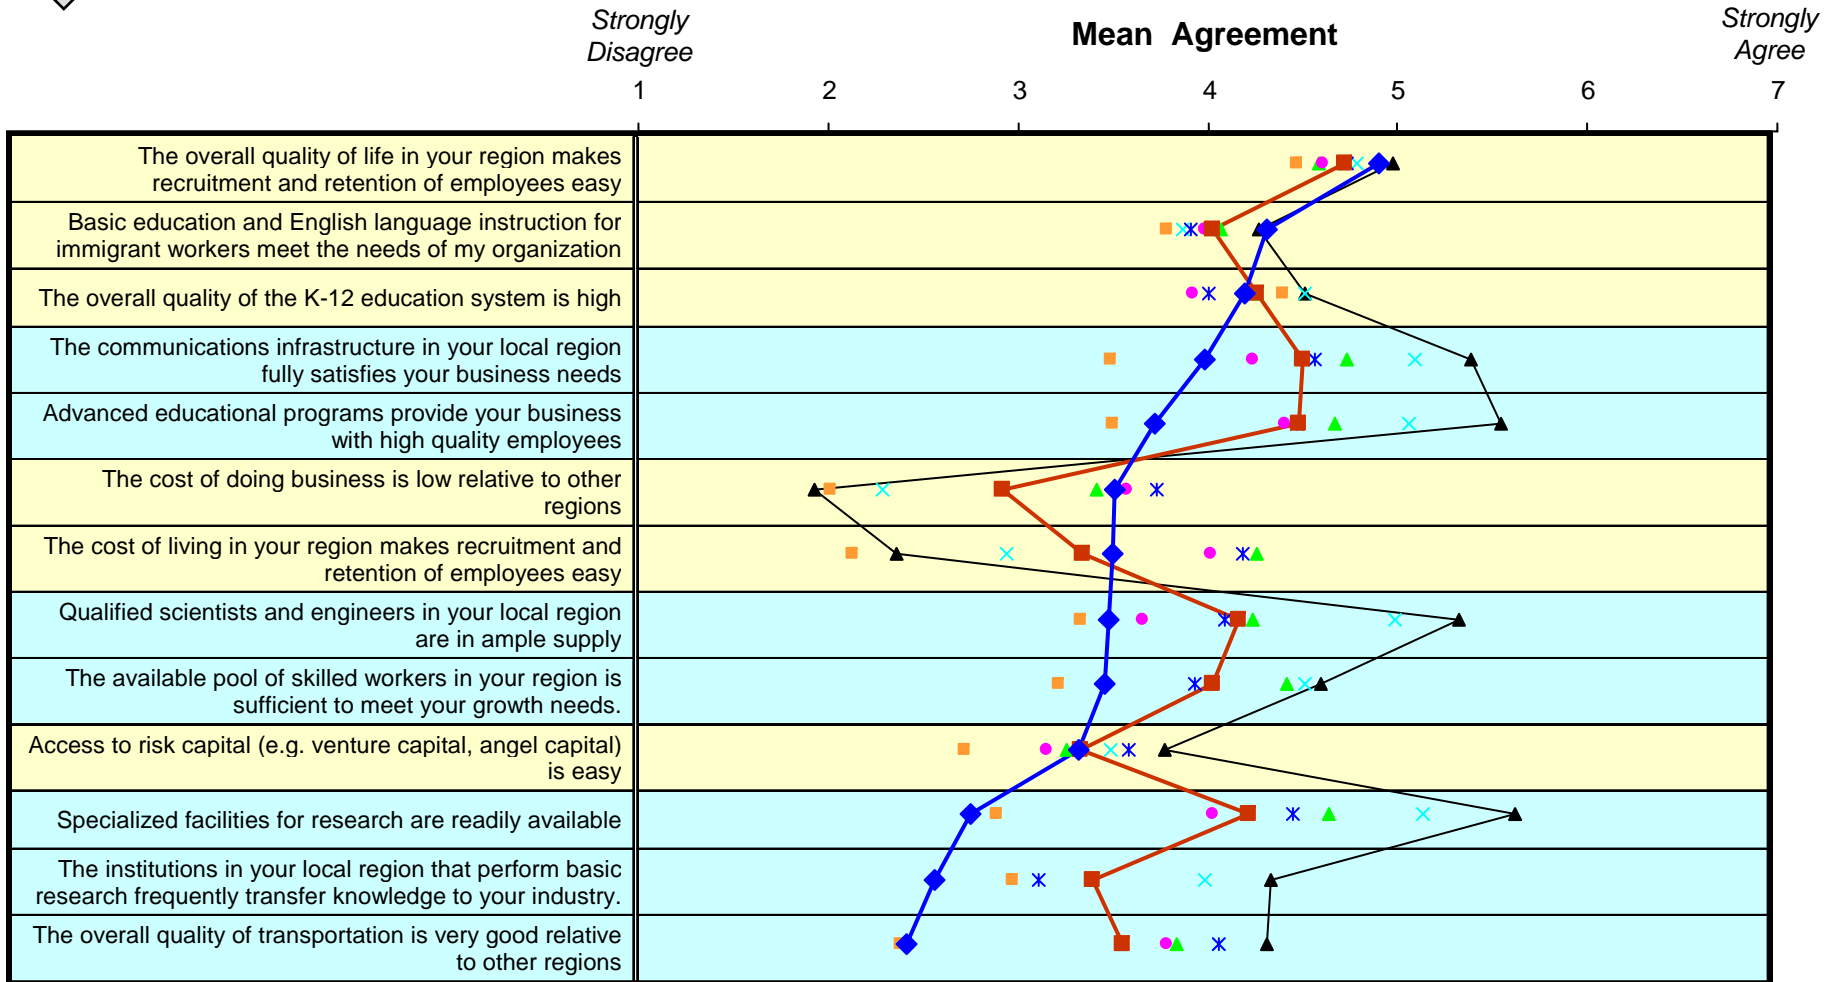 Strongly
Disagree
Mean Agreement
Strongly
Agree
1 2 3 4 5 6 7
The overall quality of life in your region makes
recruitment and retention of employees easy
Basic education and English language instruction for
immigrant workers meet the needs of my organization
The overall quality of the K-12 education system is high
The communications infrastructure in your local region
fully satisfies your business needs
Advanced educational programs provide your business
with high quality employees
The cost of doing business is low relative to other
regions
The cost of living in your region makes recruitment and
retention of employees easy
Qualified scientists and engineers in your local region
are in ample supply
The available pool of skilled workers in your region is
sufficient to meet your growth needs.
Access to risk capital (e.g. venture capital, angel capital)
is easy
Specialized facilities for research are readily available
The institutions in your local region that perform basic
research frequently transfer knowledge to your industry.
The overall quality of transportation is very good relative
to other regions